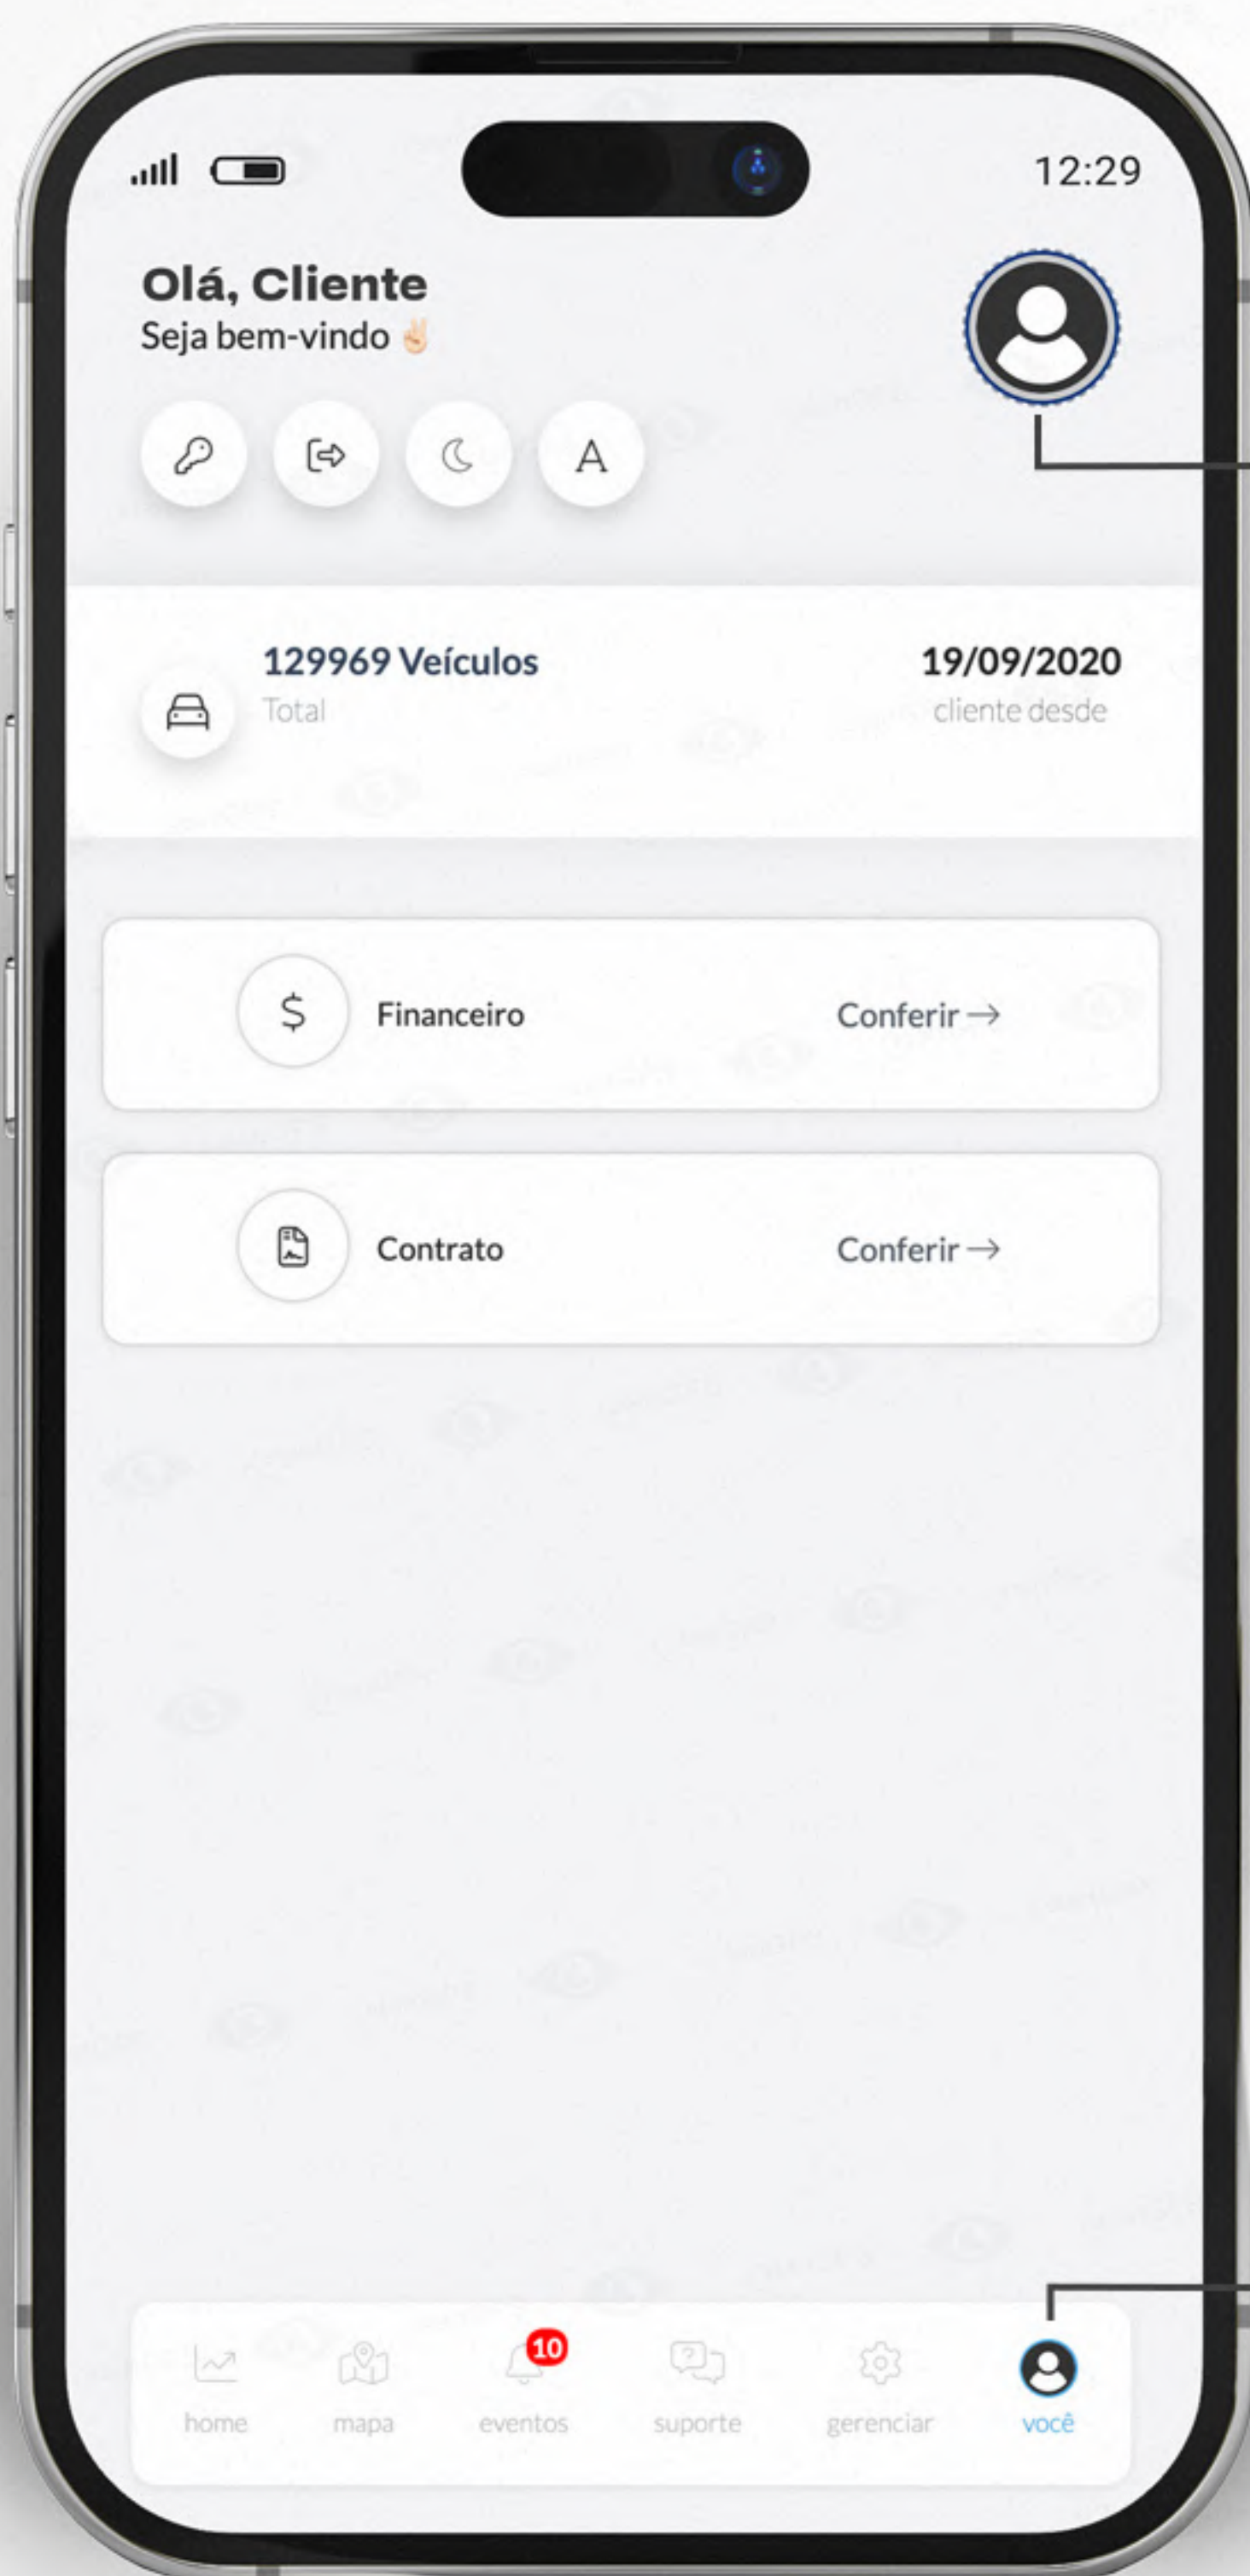 12:29
Olá, Cliente
Seja bem-vindo ✌🏻
A
129969 Veículos
Total
19/09/2020
cliente desde
$ Financeiro
Conferir →
Contrato
Conferir →
10
home
mapa
eventos
suporte
gerenciar
você